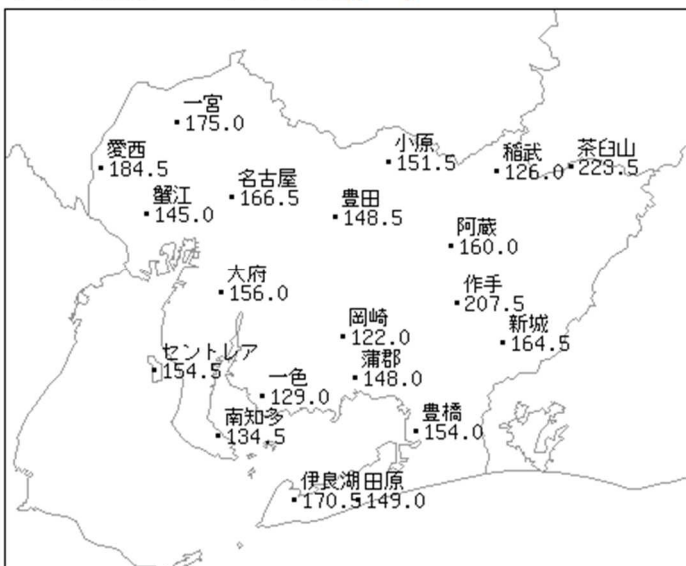 一宮
175.0
愛西
184.5
小原
151.5
稲武
126.0
茶臼山
223.5
蟹江
145.0
名古屋
166.5
豊田
148.5
阿蔵
160.0
大府
156.0
作手
207.5
岡崎
122.0
新城
164.5
セントレア
154.5
蒲郡
148.0
一色
129.0
南知多
134.5
豊橋
154.0
伊良湖
170.5
田原
149.0